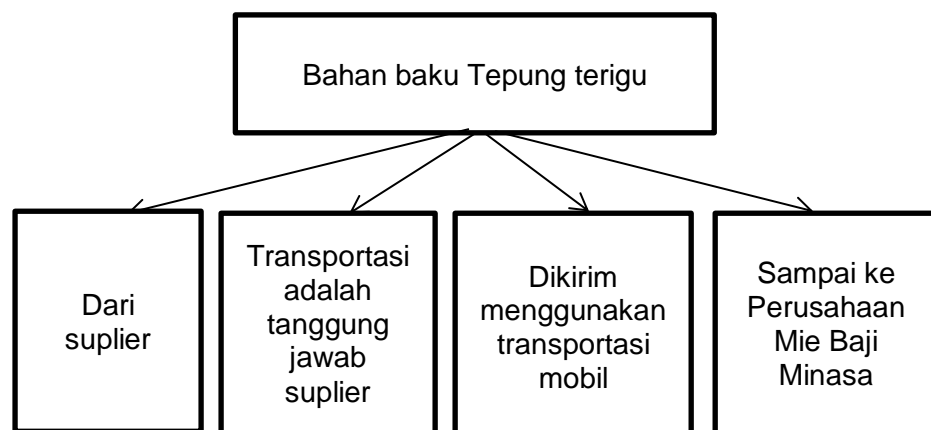 Bahan baku Tepung terigu
Dari
suplier
Transportasi
adalah
tanggung
jawab
suplier
Dikirim
menggunakan
transportasi
mobil
Sampai ke
Perusahaan
Mie Baji
Minasa